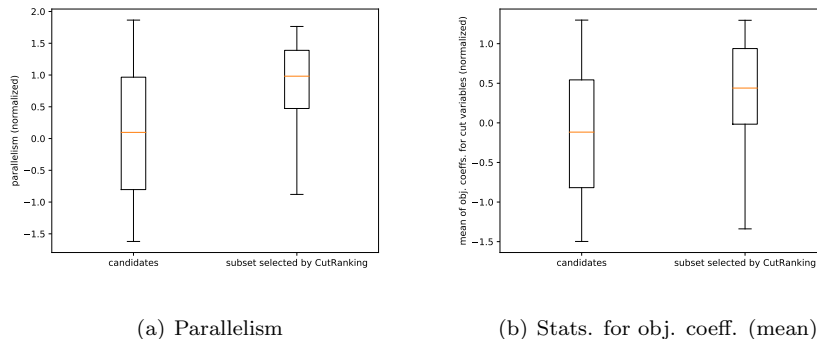 parallelism (normalized)
2.0
1.5
1.0
0.5
0.0
−0.5
−1.0
−1.5
candidates
subset selected by CutRanking
(a) Parallelism
mean of obj. coeffs. for cut variables (normalized)
1.0
0.5
0.0
−0.5
−1.0
−1.5
candidates
subset selected by CutRanking
(b) Stats. for obj. coeff. (mean)